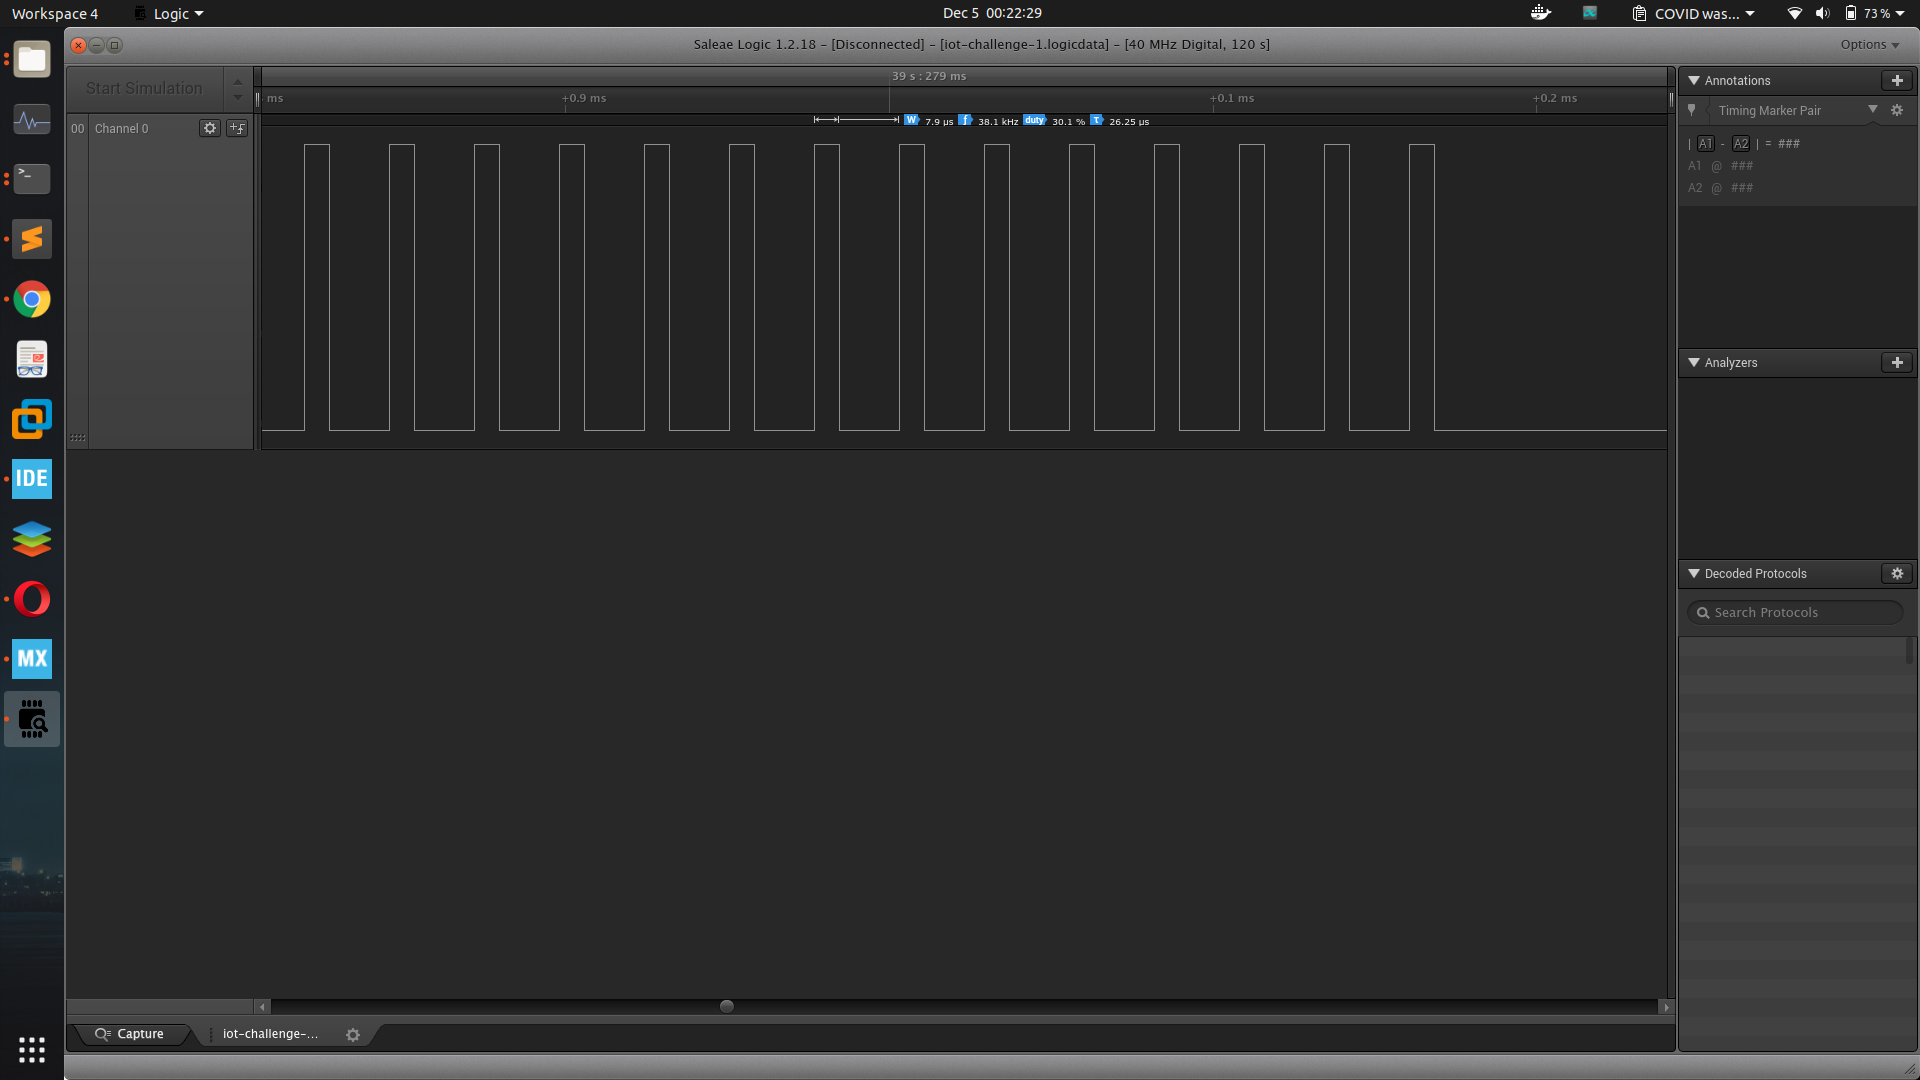 Workspace 4 Logic Dec 5 00:22:29 COVID was... 73 %
Saleae Logic 1.2.18 – [Disconnected] – [iot-challenge-1.logicdata] – [40 MHz Digital, 120 s] Options
Start Simulation
39 s : 279 ms
ms +0.9 ms +0.1 ms +0.2 ms
00 Channel 0
W 7.9 µs f 38.1 kHz duty 30.1 % τ 26.25 µs
Annotations
Timing Marker Pair
| A1 - A2 | = ###
A1 @ ###
A2 @ ###
Analyzers
Decoded Protocols
Search Protocols
>_
IDE
MX
Capture iot-challenge-...